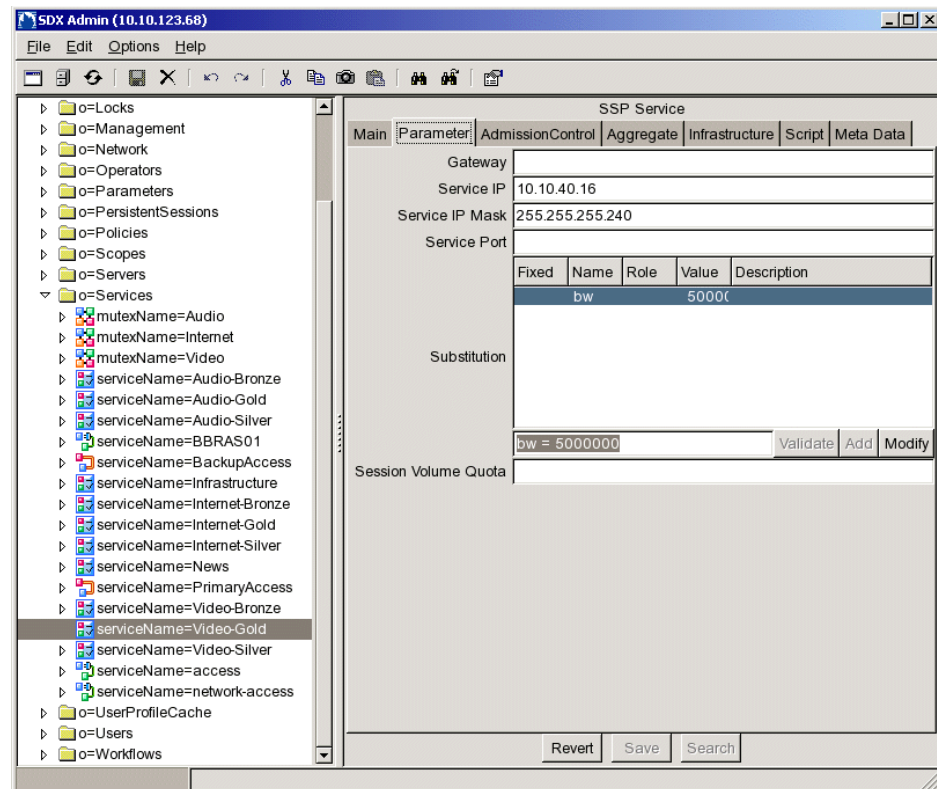 SDX Admin (10.10.123.68)
File Edit Options Help
o=Locks
o=Management
o=Network
o=Operators
o=Parameters
o=PersistentSessions
o=Policies
o=Scopes
o=Servers
o=Services
mutexName=Audio
mutexName=Internet
mutexName=Video
serviceName=Audio-Bronze
serviceName=Audio-Gold
serviceName=Audio-Silver
serviceName=BBRAS01
serviceName=BackupAccess
serviceName=Infrastructure
serviceName=Internet-Bronze
serviceName=Internet-Gold
serviceName=Internet-Silver
serviceName=News
serviceName=PrimaryAccess
serviceName=Video-Bronze
serviceName=Video-Gold
serviceName=Video-Silver
serviceName=access
serviceName=network-access
o=UserProfileCache
o=Users
o=Workflows
SSP Service
Main Parameter AdmissionControl Aggregate Infrastructure Script Meta Data
Gateway
Service IP 10.10.40.16
Service IP Mask 255.255.255.240
Service Port
Fixed Name Role Value Description
bw 50000
Substitution
bw = 5000000 Validate Add Modify
Session Volume Quota
Revert Save Search